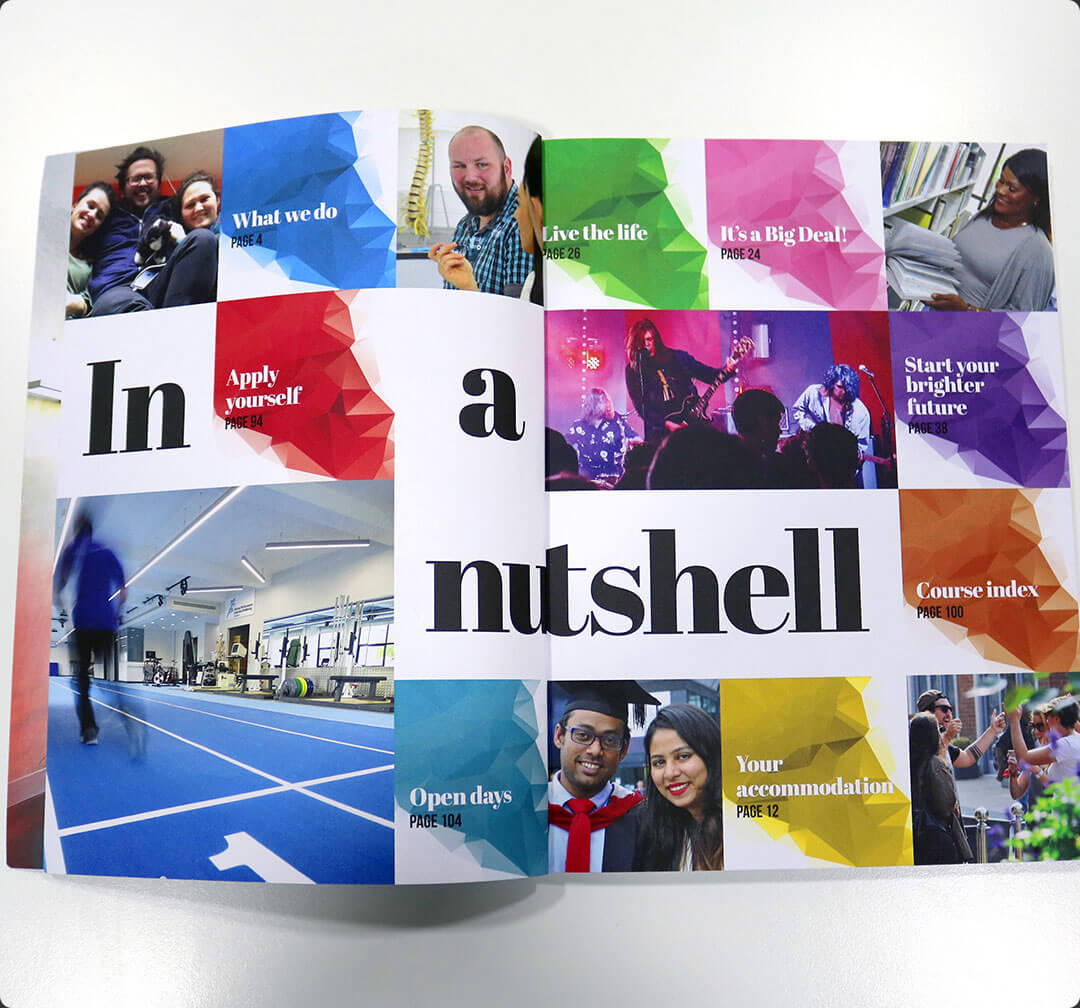 What we do
PAGE 4
Live the life
PAGE 26
It's a Big Deal!
PAGE 24
In
Apply
yourself
PAGE 94
a
Start your
brighter
future
PAGE 38
nutshell
Course index
PAGE 100
Open days
PAGE 104
Your
accommodation
PAGE 12
1